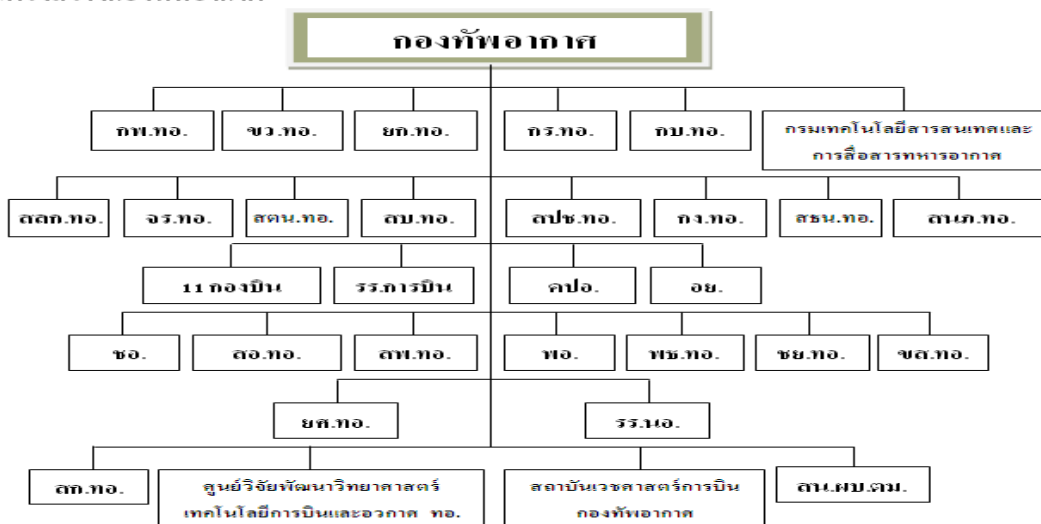 กองทัพอากาศ
กพ.ทอ.
ขว.ทอ.
ยก.ทอ.
กร.ทอ.
กบ.ทอ.
กรมเทคโนโลยีสารสนเทศและ
การสื่อสารทหารอากาศ
สลก.ทอ.
จร.ทอ.
สตน.ทอ.
สบ.ทอ.
สปช.ทอ.
กง.ทอ.
สธน.ทอ.
สนภ.ทอ.
11 กองบิน
รร.การบิน
คปอ.
อย.
ชอ.
สอ.ทอ.
สพ.ทอ.
พอ.
พธ.ทอ.
ชย.ทอ.
ขส.ทอ.
ยศ.ทอ.
รร.นอ.
สก.ทอ.
ศูนย์วิจัยพัฒนาวิทยาศาสตร์
เทคโนโลยีการบินและอวกาศ ทอ.
สถาบันเวชศาสตร์การบิน
กองทัพอากาศ
สน.ผบ.ดม.